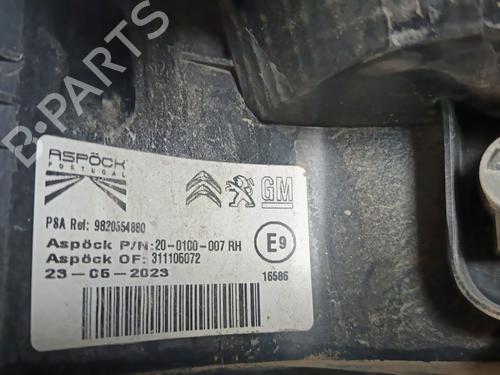 B-PARTS
ASPÖCK
PORTUGAL
GM
PSA Ref: 9820554880
Aspöck P/N: 20-0100-007 RH
Aspöck OF: 311105072
23-05-2023
E9
16586